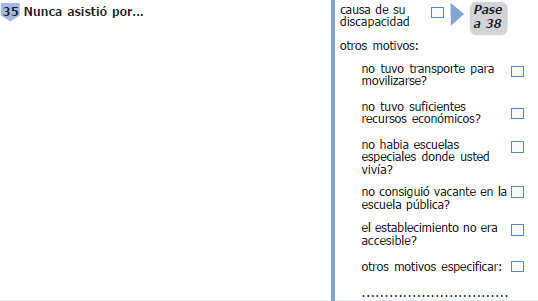 35 Nunca asistió por...
causa de su
discapacidad
Pase
a 38
otros motivos:
no tuvo transporte para
movilizarse?
no tuvo suficientes
recursos económicos?
no habia escuelas
especiales donde usted
vivía?
no consiguió vacante en la
escuela pública?
el establecimiento no era
accesible?
otros motivos especificar:
................................